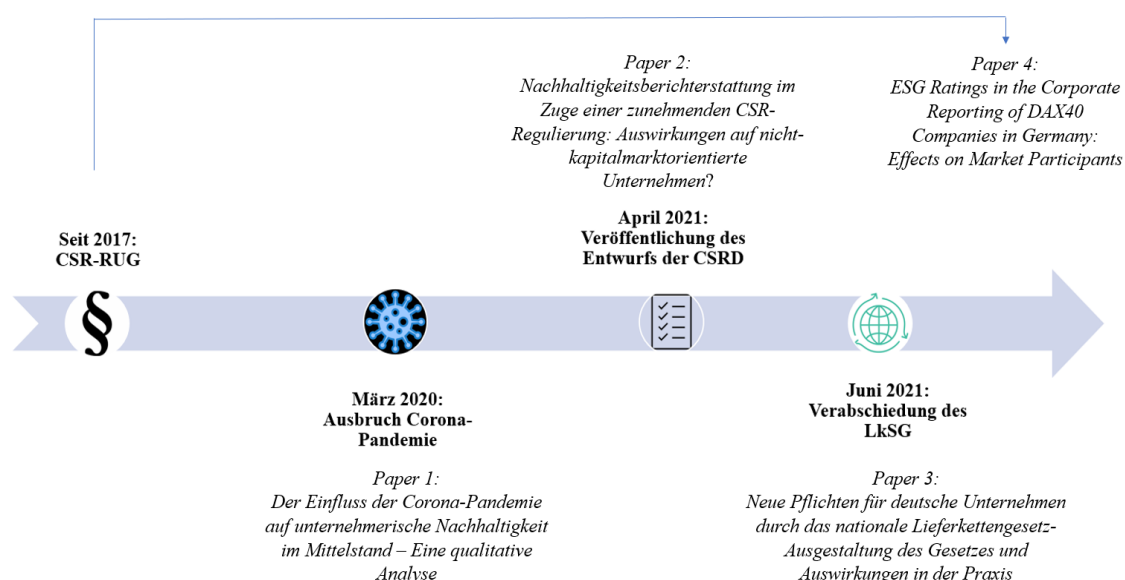 Paper 2:
Nachhaltigkeitsberichterstattung im
Zuge einer zunehmenden CSR-
Regulierung: Auswirkungen auf nicht-
kapitalmarktorientierte
Unternehmen?
Paper 4:
ESG Ratings in the Corporate
Reporting of DAX40
Companies in Germany:
Effects on Market Participants
Seit 2017:
CSR-RUG
April 2021:
Veröffentlichung des
Entwurfs der CSRD
§
März 2020:
Ausbruch Corona-
Pandemie
Juni 2021:
Verabschiedung des
LkSG
Paper 1:
Der Einfluss der Corona-Pandemie
auf unternehmerische Nachhaltigkeit
im Mittelstand – Eine qualitative
Analyse
Paper 3:
Neue Pflichten für deutsche Unternehmen
durch das nationale Lieferkettengesetz-
Ausgestaltung des Gesetzes und
Auswirkungen in der Praxis